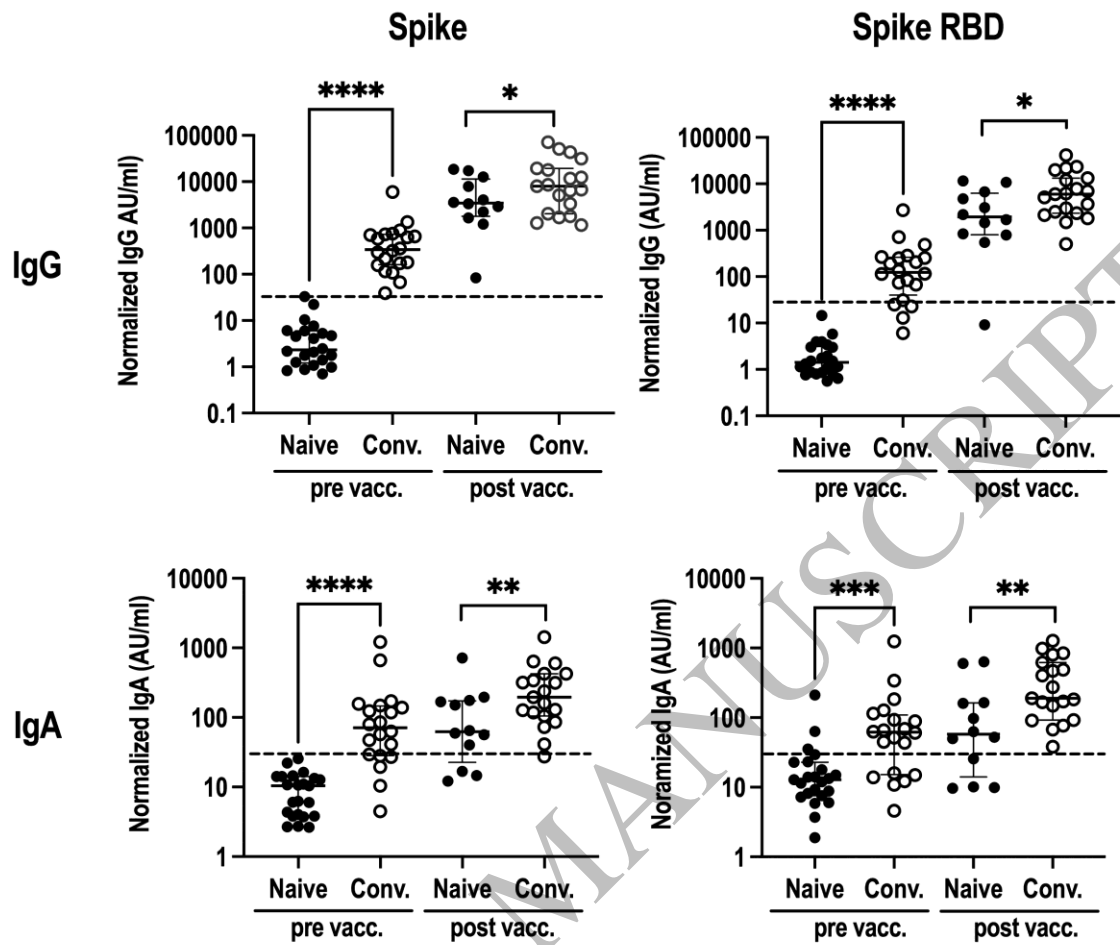 Spike
Spike RBD
IgG
Normalized IgG AU/ml)
100000
10000
1000
100
10
1
0.1
****
*
Naive Conv. Naive Conv.
pre vacc. post vacc.
Normalized IgG (AU/ml)
100000
10000
1000
100
10
1
0.1
****
*
Naive Conv. Naive Conv.
pre vacc. post vacc.
IgA
Normalized IgA (AU/ml)
10000
1000
100
10
1
****
**
Naive Conv. Naive Conv.
pre vacc. post vacc.
Noramized IgA (AU/ml)
10000
1000
100
10
1
***
**
Naive Conv. Naive Conv.
pre vacc. post vacc.
MANUSCRIPT